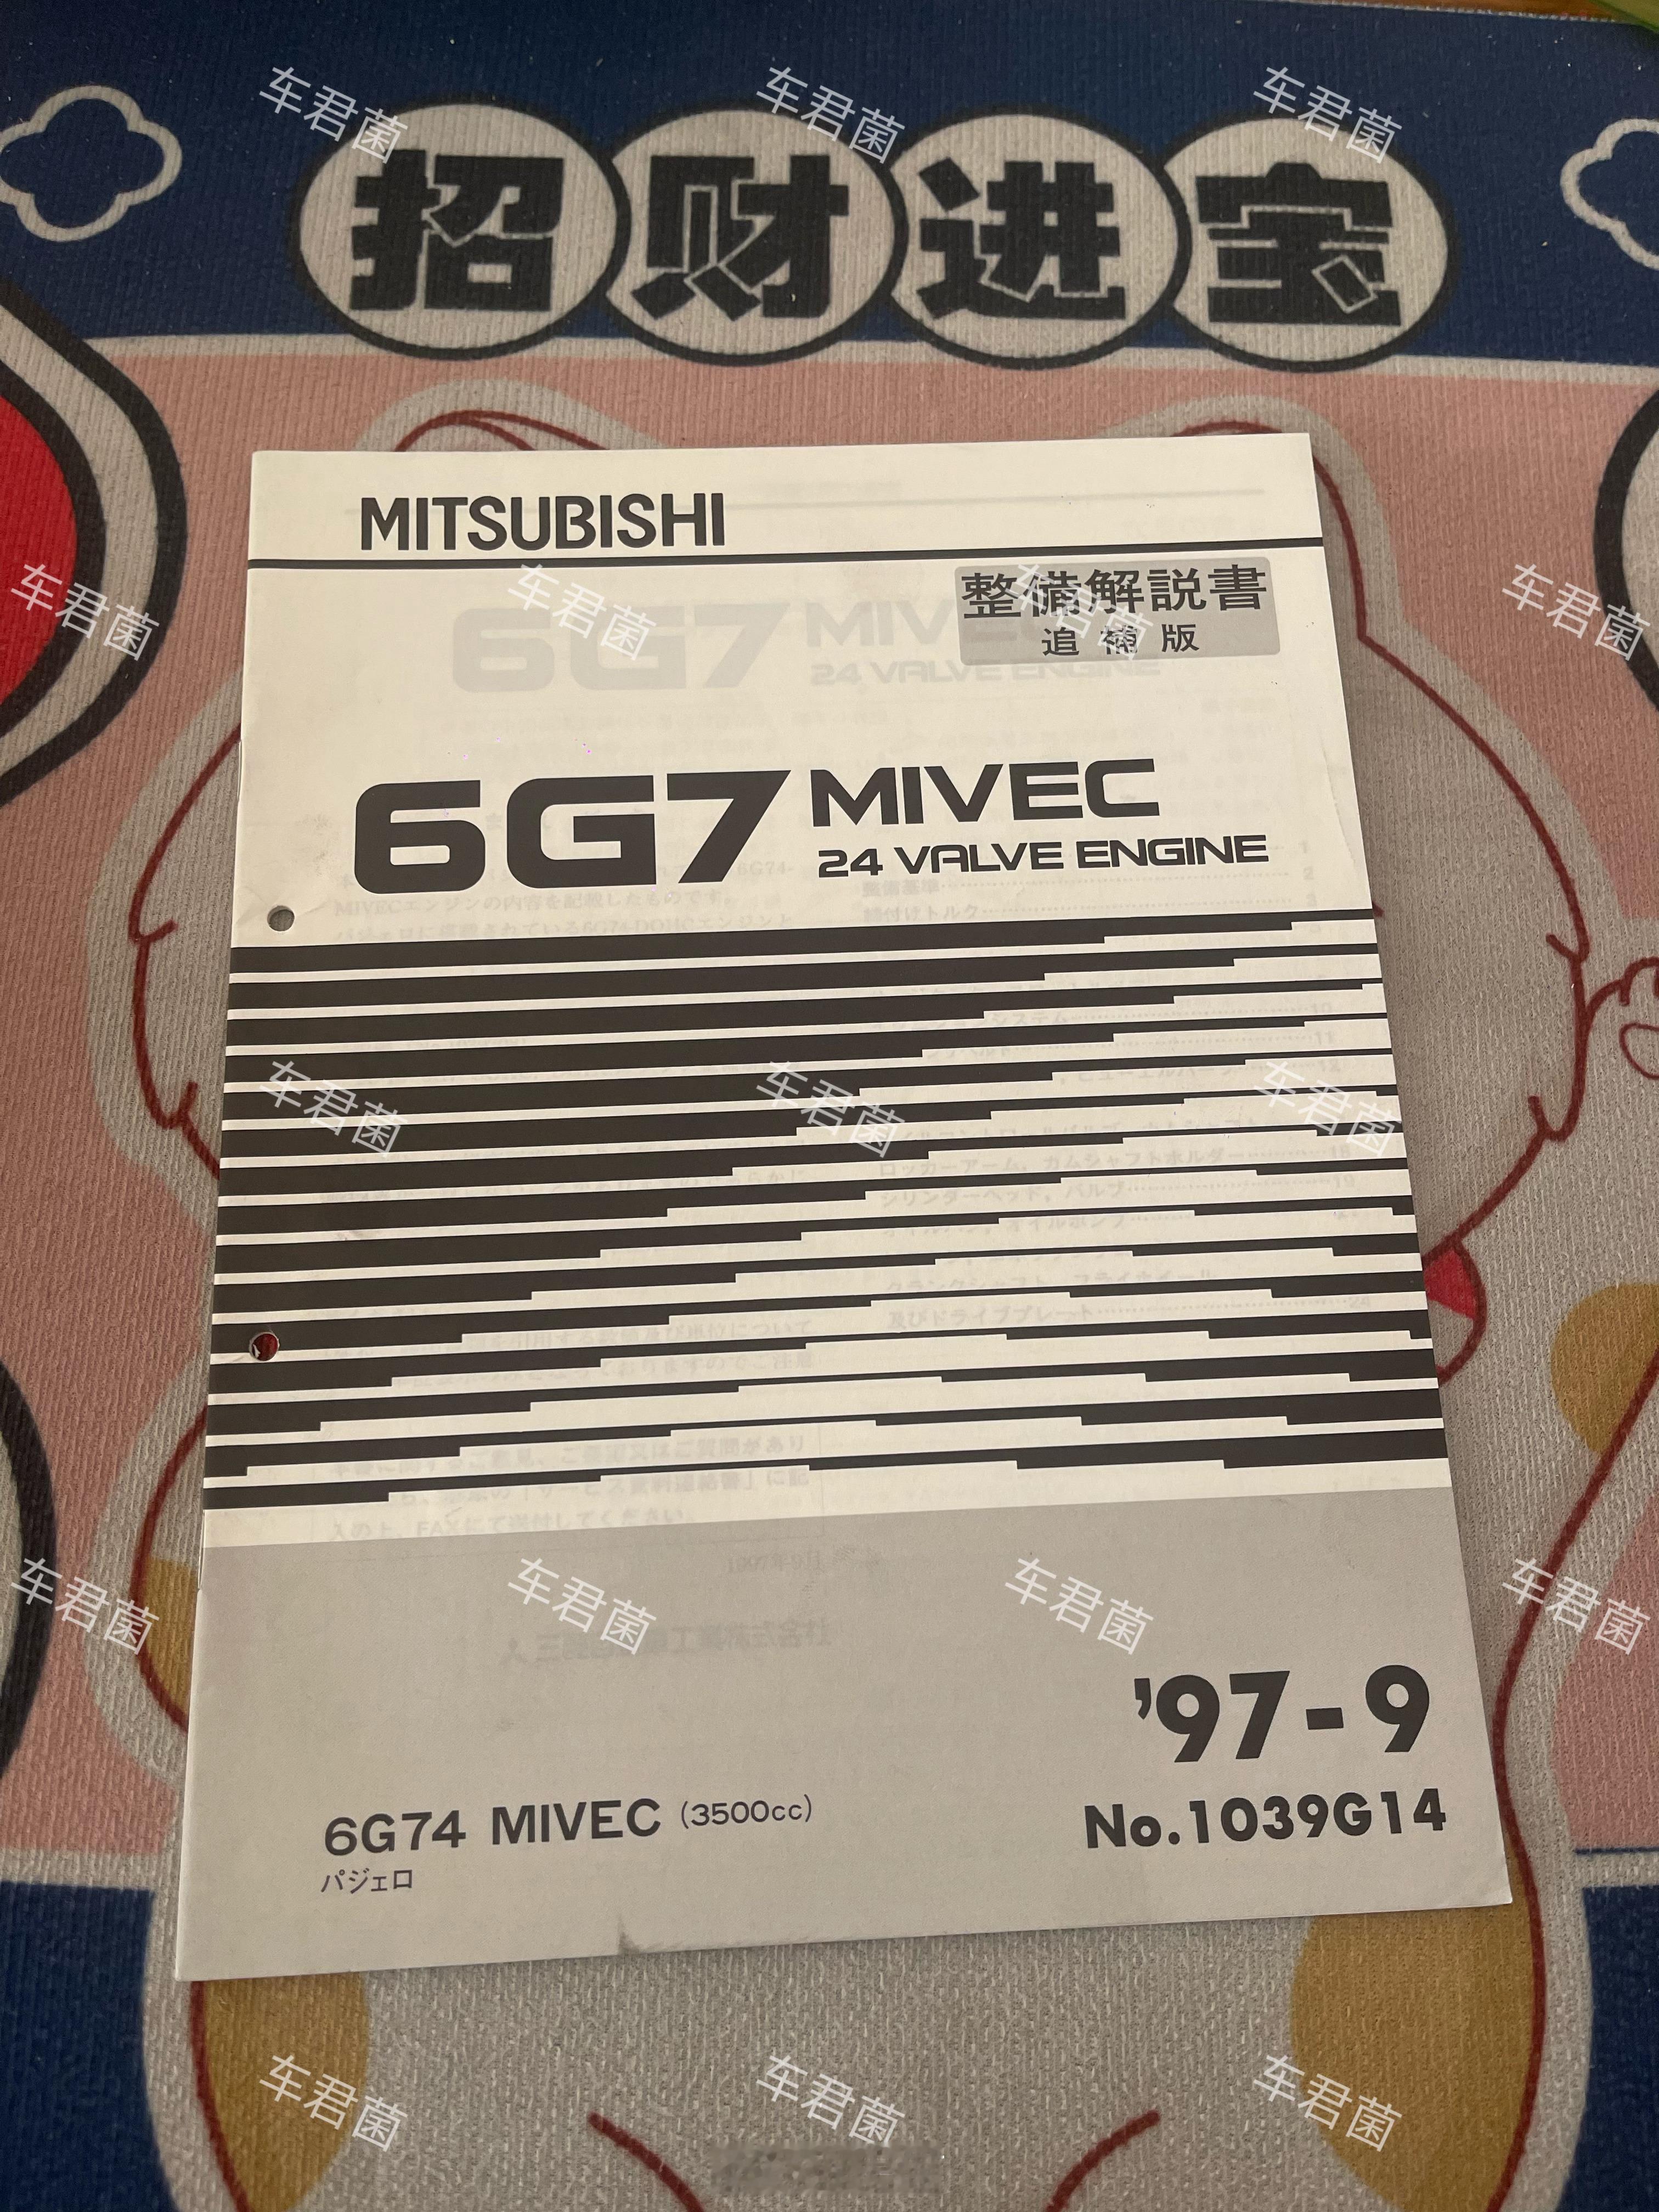 招财进宝
MITSUBISHI
整備解説書
追補版
6G7 MIVEC
24 VALVE ENGINE
'97-9
No.1039G14
6G74 MIVEC (3500cc)
パジェロ
车君菌